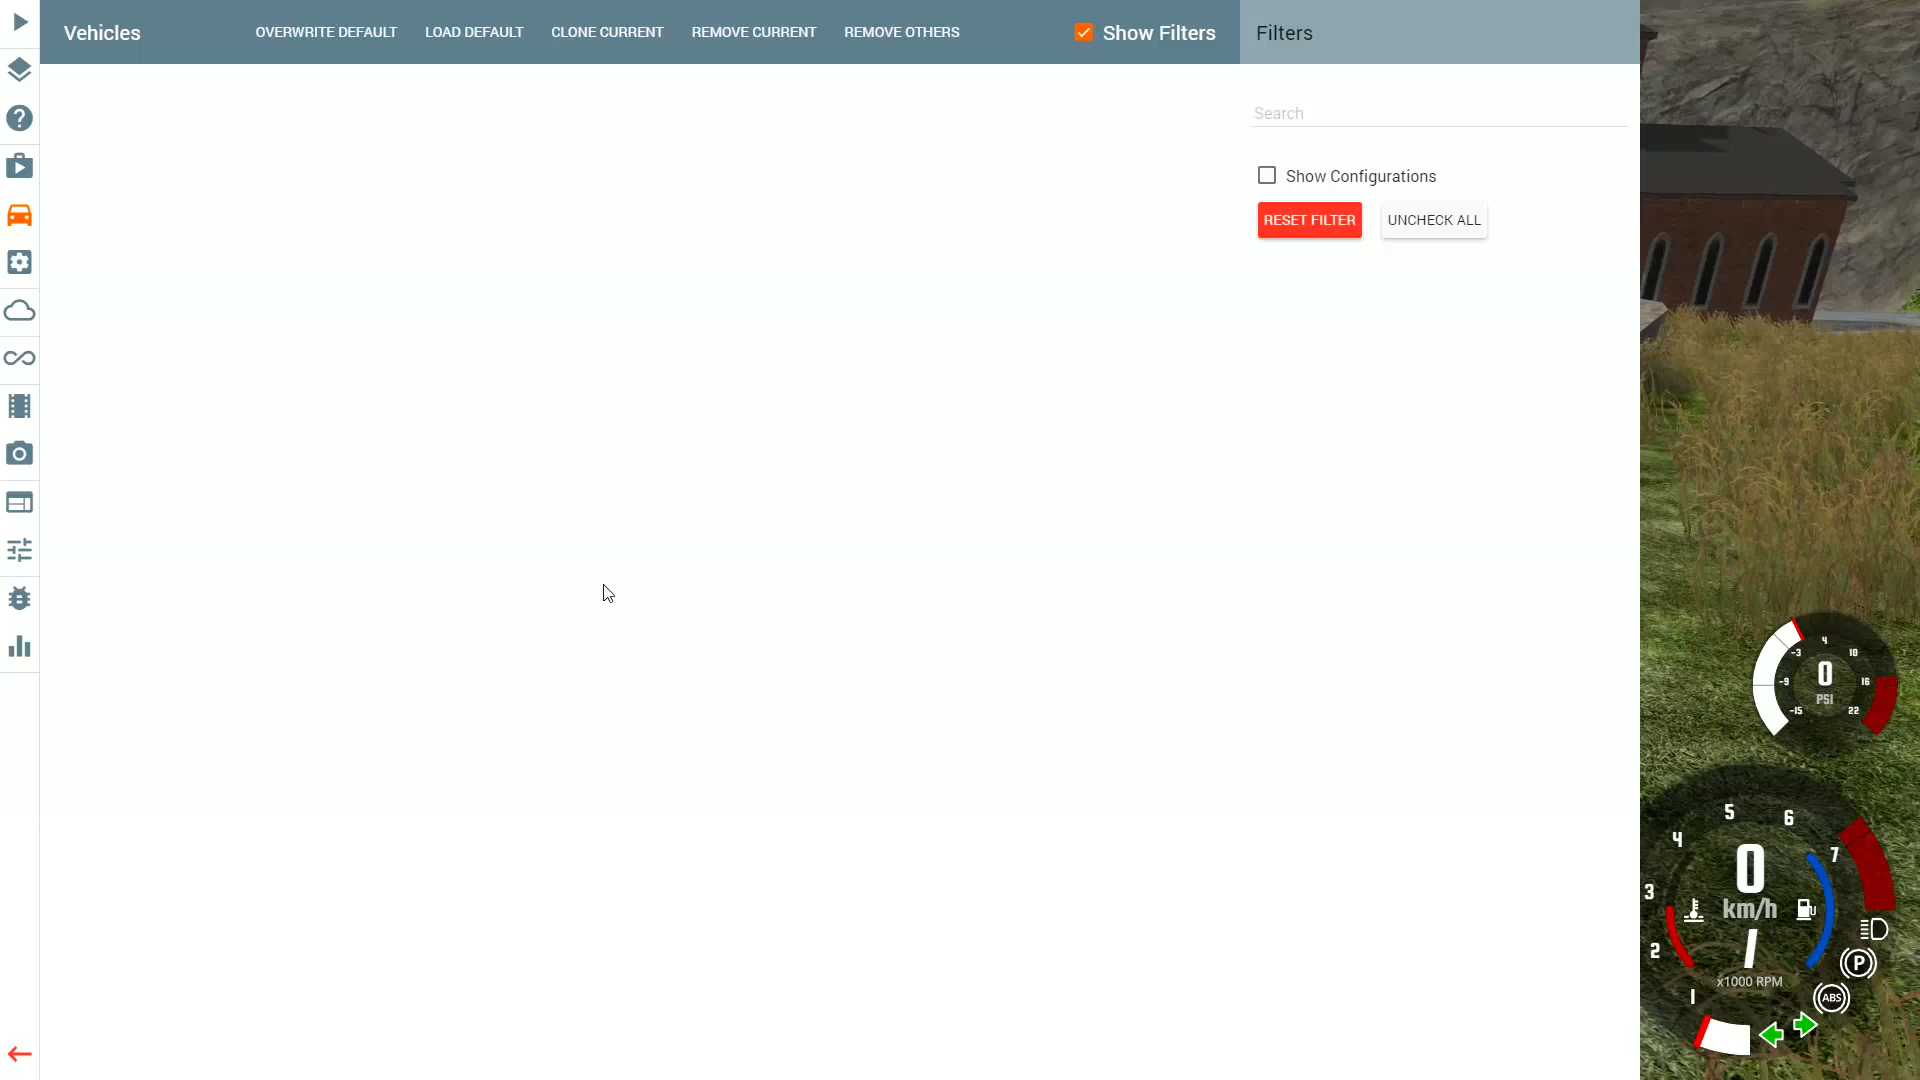 Vehicles
OVERWRITE DEFAULT
LOAD DEFAULT
CLONE CURRENT
REMOVE CURRENT
REMOVE OTHERS
Show Filters
Filters
Search
Show Configurations
RESET FILTER
UNCHECK ALL
4
-3
10
0
-9
16
PSI
-15
22
5
6
4
7
0
3
km/h
2
1
x1000 RPM
P
1
ABS